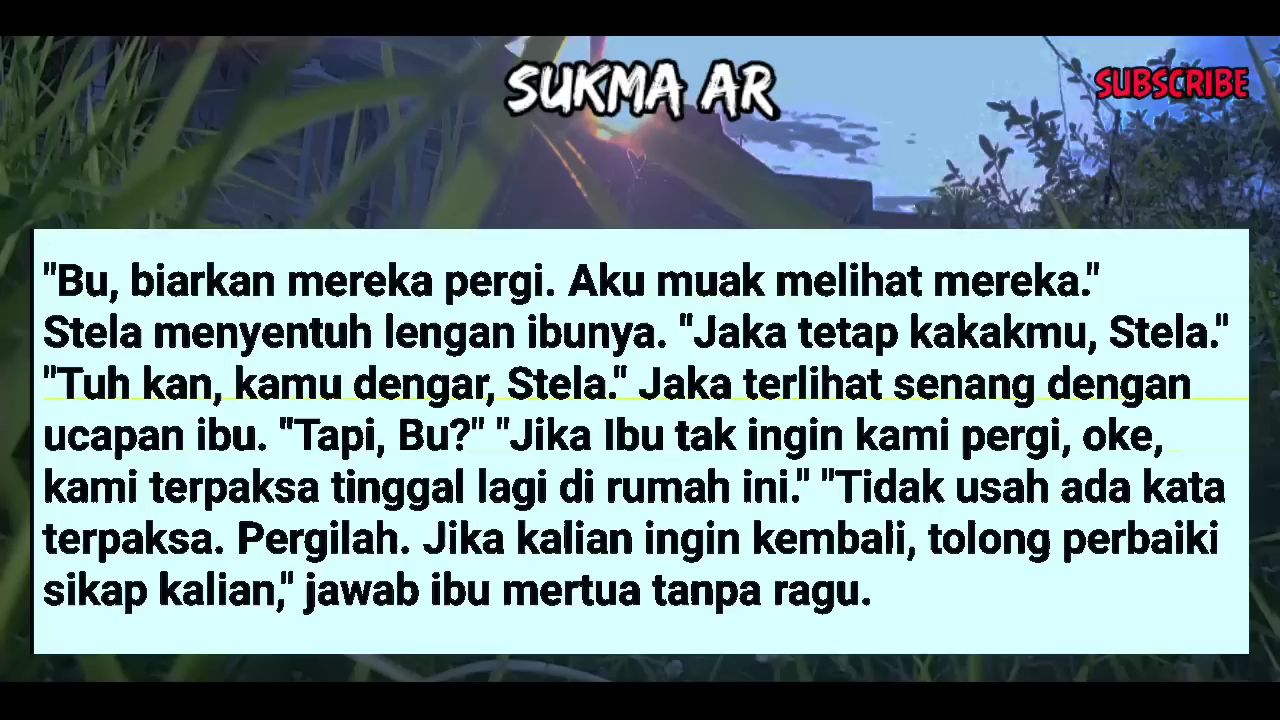 SUKMA AR
SUBSCRIBE
"Bu, biarkan mereka pergi. Aku muak melihat mereka."
Stela menyentuh lengan ibunya. "Jaka tetap kakakmu, Stela."
"Tuh kan, kamu dengar, Stela." Jaka terlihat senang dengan
ucapan ibu. "Tapi, Bu?" "Jika Ibu tak ingin kami pergi, oke,
kami terpaksa tinggal lagi di rumah ini." "Tidak usah ada kata
terpaksa. Pergilah. Jika kalian ingin kembali, tolong perbaiki
sikap kalian," jawab ibu mertua tanpa ragu.